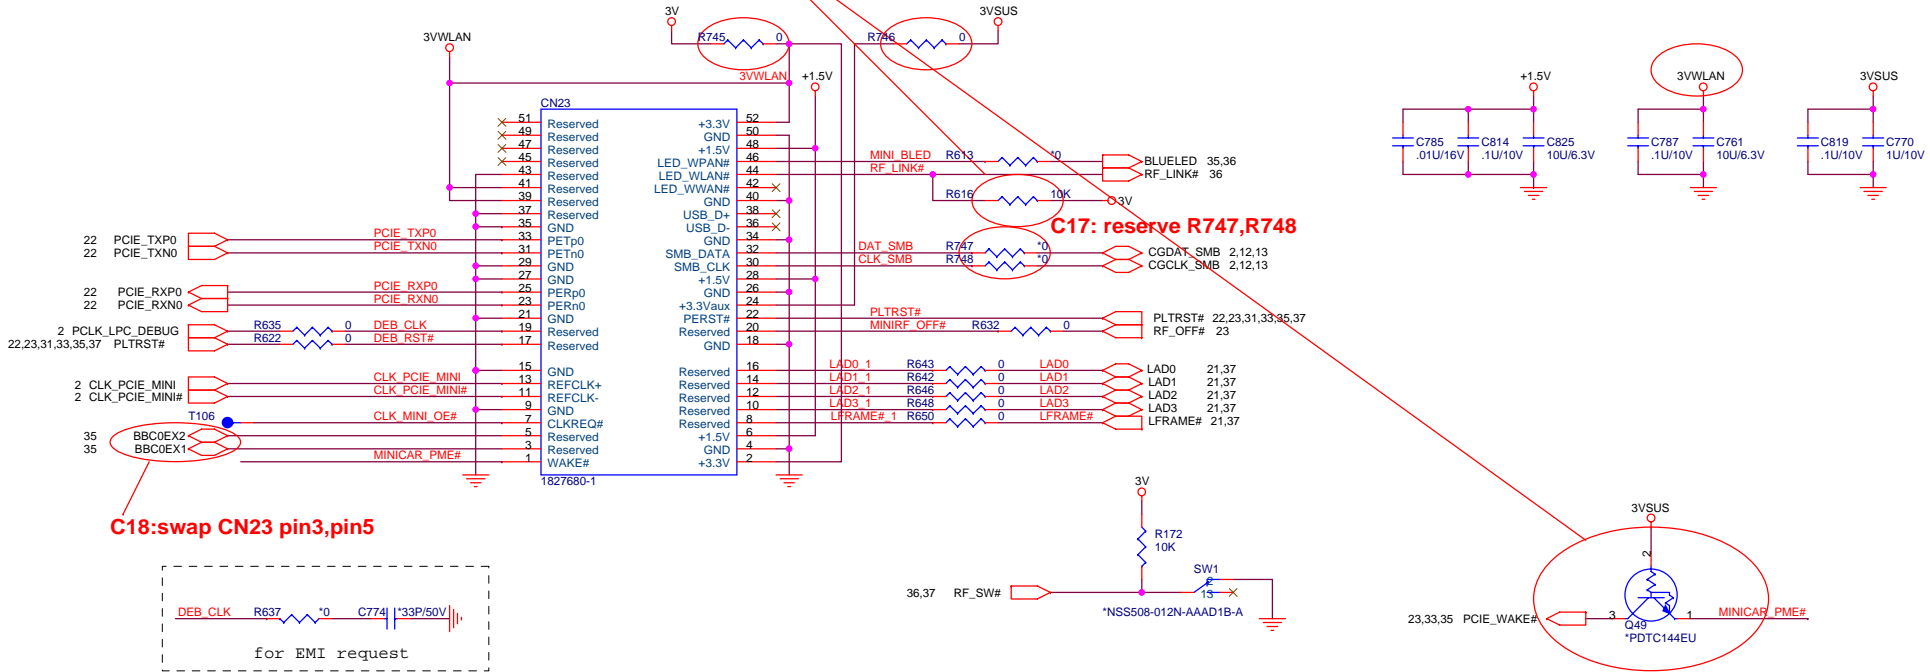 3V
3VSUS
R745 0
R746 0
3VWLAN
3VWLAN
+1.5V
CN23
51 Reserved
49 Reserved
47 Reserved
45 Reserved
43 Reserved
41 Reserved
39 Reserved
37 Reserved
35 GND
33 PETp0
31 PETn0
29 GND
27 GND
25 PERp0
23 PERn0
21 GND
19 Reserved
17 Reserved
15 GND
13 REFCLK+
11 REFCLK-
9 GND
7 CLKREQ#
5 Reserved
3 Reserved
1 WAKE#
+3.3V 52
GND 50
+1.5V 48
LED_WPAN# 46
LED_WLAN# 44
LED_WWAN# 42
GND 40
USB_D+ 38
USB_D- 36
GND 34
SMB_DATA 32
SMB_CLK 30
+1.5V 28
GND 26
+3.3Vaux 24
PERST# 22
Reserved 20
GND 18
Reserved 16
Reserved 14
Reserved 12
Reserved 10
Reserved 8
+1.5V 6
GND 4
+3.3V 2
1827680-1
22 PCIE_TXP0 PCIE_TXP0
22 PCIE_TXN0 PCIE_TXN0
22 PCIE_RXP0 PCIE_RXP0
22 PCIE_RXN0 PCIE_RXN0
2 PCLK_LPC_DEBUG R635 0 DEB_CLK
22,23,31,33,35,37 PLTRST# R622 0 DEB_RST#
2 CLK_PCIE_MINI CLK_PCIE_MINI
2 CLK_PCIE_MINI# CLK_PCIE_MINI#
T106 CLK_MINI_OE#
35 BBC0EX2
35 BBC0EX1
MINICAR_PME#
C18:swap CN23 pin3,pin5
MINI_BLED R613 *0 BLUELED 35,36
RF_LINK# RF_LINK# 36
R616 10K 3V
C17: reserve R747,R748
DAT_SMB R747 *0 CGDAT_SMB 2,12,13
CLK_SMB R748 *0 CGCLK_SMB 2,12,13
PLTRST# PLTRST# 22,23,31,33,35,37
MINIRF_OFF# R632 0 RF_OFF# 23
LAD0_1 R643 0 LAD0 LAD0 21,37
LAD1_1 R642 0 LAD1 LAD1 21,37
LAD2_1 R646 0 LAD2 LAD2 21,37
LAD3_1 R648 0 LAD3 LAD3 21,37
LFRAME#_1 R650 0 LFRAME# LFRAME# 21,37
+1.5V
C785 .01U/16V
C814 .1U/10V
C825 10U/6.3V
3VWLAN
C787 .1U/10V
C761 10U/6.3V
3VSUS
C819 .1U/10V
C770 1U/10V
DEB_CLK R637 *0 C774 *33P/50V
for EMI request
3V
R172
10K
36,37 RF_SW#
SW1
2
1 3
*NSS508-012N-AAAD1B-A
3VSUS
2
23,33,35 PCIE_WAKE# 3 1 MINICAR_PME#
Q49
*PDTC144EU